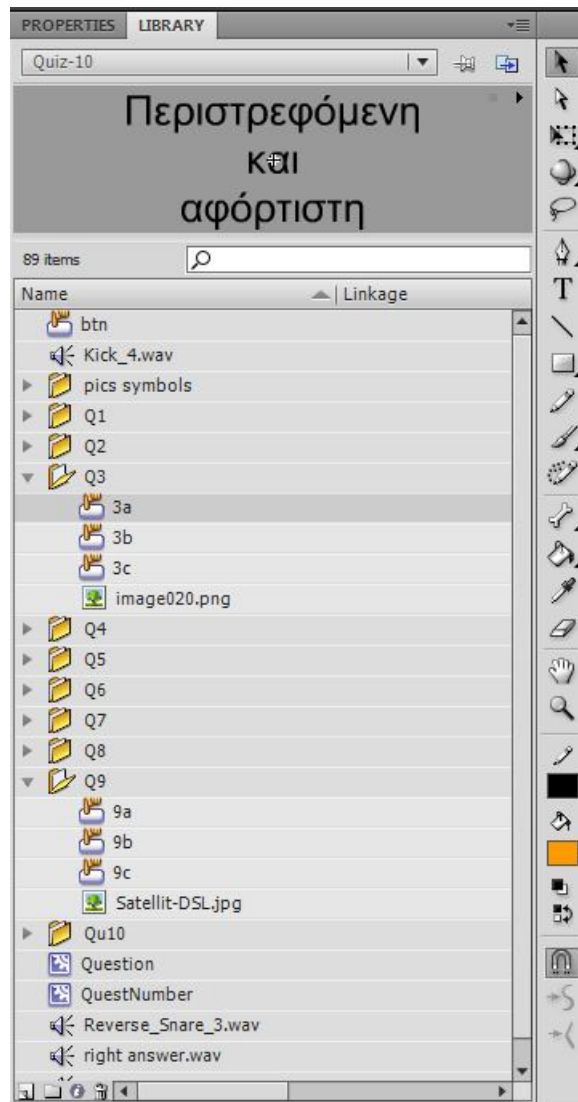 PROPERTIES LIBRARY
Quiz-10
Περιστρεφόμενη
και
αφόρτιστη
89 items
Name Linkage
btn
Kick_4.wav
pics symbols
Q1
Q2
Q3
3a
3b
3c
image020.png
Q4
Q5
Q6
Q7
Q8
Q9
9a
9b
9c
Satellit-DSL.jpg
Qu10
Question
QuestNumber
Reverse_Snare_3.wav
right answer.wav